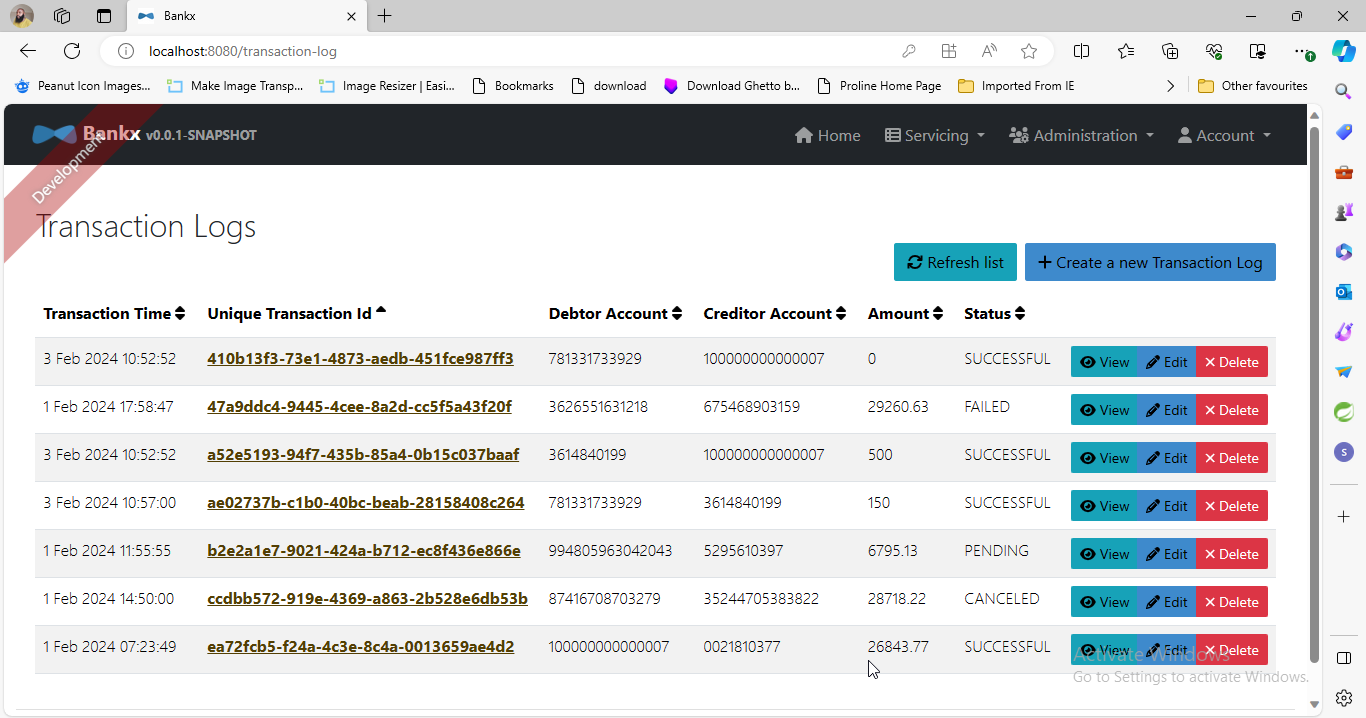 Bankx
localhost:8080/transaction-log
Peanut Icon Images... Make Image Transp... Image Resizer | Easi... Bookmarks download Download Ghetto b... Proline Home Page Imported From IE Other favourites
Bankx v0.0.1-SNAPSHOT Home Servicing Administration Account
Development
Transaction Logs
Refresh list + Create a new Transaction Log
Transaction Time Unique Transaction Id Debtor Account Creditor Account Amount Status
3 Feb 2024 10:52:52 410b13f3-73e1-4873-aedb-451fce987ff3 781331733929 100000000000007 0 SUCCESSFUL View Edit Delete
1 Feb 2024 17:58:47 47a9ddc4-9445-4cee-8a2d-cc5f5a43f20f 3626551631218 675468903159 29260.63 FAILED View Edit Delete
3 Feb 2024 10:52:52 a52e5193-94f7-435b-85a4-0b15c037baaf 3614840199 100000000000007 500 SUCCESSFUL View Edit Delete
3 Feb 2024 10:57:00 ae02737b-c1b0-40bc-beab-28158408c264 781331733929 3614840199 150 SUCCESSFUL View Edit Delete
1 Feb 2024 11:55:55 b2e2a1e7-9021-424a-b712-ec8f436e866e 994805963042043 5295610397 6795.13 PENDING View Edit Delete
1 Feb 2024 14:50:00 ccdbb572-919e-4369-a863-2b528e6db53b 87416708703279 35244705383822 28718.22 CANCELED View Edit Delete
1 Feb 2024 07:23:49 ea72fcb5-f24a-4c3e-8c4a-0013659ae4d2 100000000000007 0021810377 26843.77 SUCCESSFUL View Edit Delete
Activate Windows
Go to Settings to activate Windows.
S